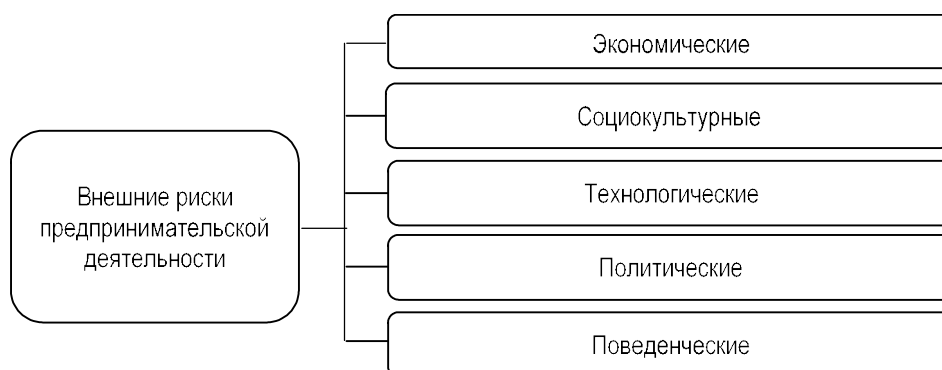 Внешние риски
предпринимательской
деятельности
Экономические
Социокультурные
Технологические
Политические
Поведенческие